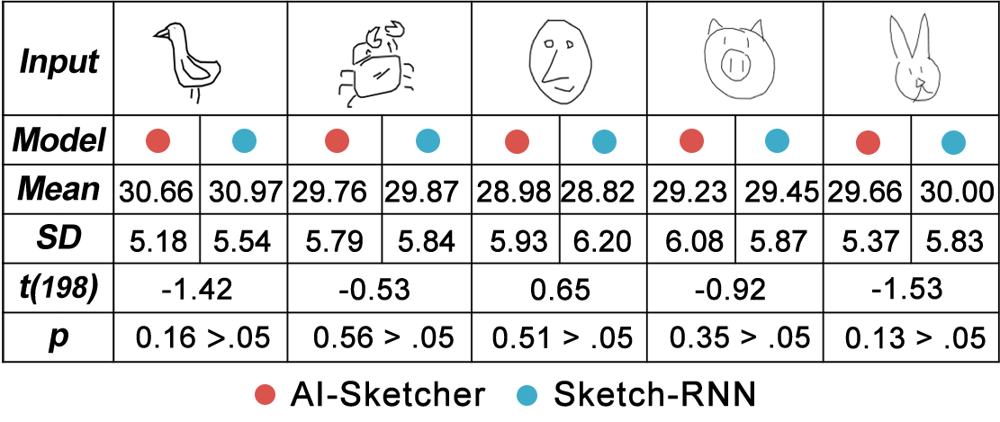 Input
Model
Mean 30.66 30.97 29.76 29.87 28.98 28.82 29.23 29.45 29.66 30.00
SD 5.18 5.54 5.79 5.84 5.93 6.20 6.08 5.87 5.37 5.83
t(198) -1.42 -0.53 0.65 -0.92 -1.53
p 0.16 >.05 0.56 > .05 0.51 > .05 0.35 > .05 0.13 > .05
AI-Sketcher Sketch-RNN